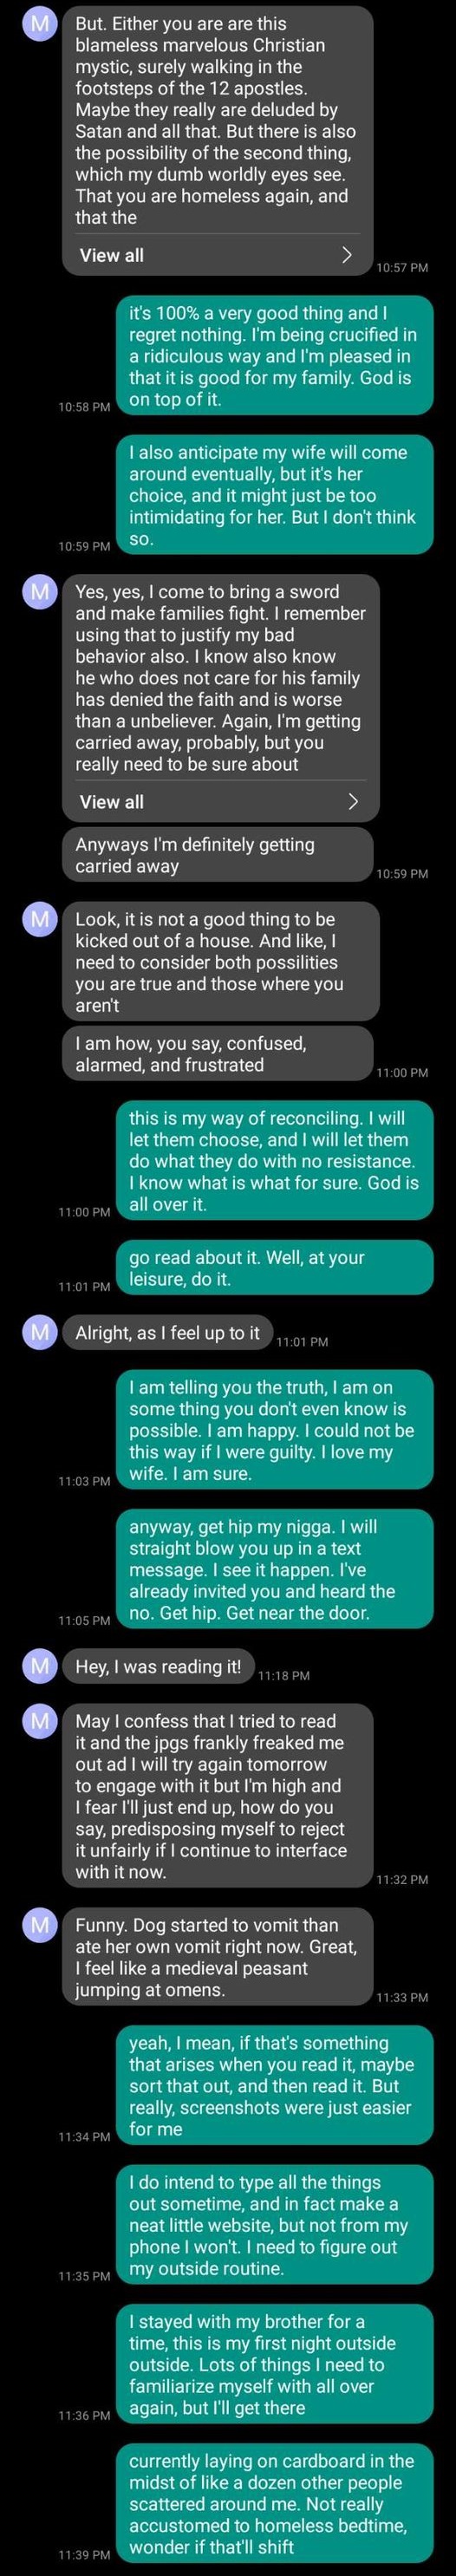 M
But. Either you are are this
blameless marvelous Christian
mystic, surely walking in the
footsteps of the 12 apostles.
Maybe they really are deluded by
Satan and all that. But there is also
the possibility of the second thing,
which my dumb worldly eyes see.
That you are homeless again, and
that the
View all
10:57 PM
it's 100% a very good thing and I
regret nothing. I'm being crucified in
a ridiculous way and I'm pleased in
that it is good for my family. God is
on top of it.
10:58 PM
I also anticipate my wife will come
around eventually, but it's her
choice, and it might just be too
intimidating for her. But I don't think
so.
10:59 PM
M
Yes, yes, I come to bring a sword
and make families fight. I remember
using that to justify my bad
behavior also. I know also know
he who does not care for his family
has denied the faith and is worse
than a unbeliever. Again, I'm getting
carried away, probably, but you
really need to be sure about
View all
Anyways I'm definitely getting
carried away
10:59 PM
M
Look, it is not a good thing to be
kicked out of a house. And like, I
need to consider both possilities
you are true and those where you
aren't
I am how, you say, confused,
alarmed, and frustrated
11:00 PM
this is my way of reconciling. I will
let them choose, and I will let them
do what they do with no resistance.
I know what is what for sure. God is
all over it.
11:00 PM
go read about it. Well, at your
leisure, do it.
11:01 PM
M
Alright, as I feel up to it
11:01 PM
I am telling you the truth, I am on
some thing you don't even know is
possible. I am happy. I could not be
this way if I were guilty. I love my
wife. I am sure.
11:03 PM
anyway, get hip my nigga. I will
straight blow you up in a text
message. I see it happen. I've
already invited you and heard the
no. Get hip. Get near the door.
11:05 PM
M
Hey, I was reading it!
11:18 PM
M
May I confess that I tried to read
it and the jpgs frankly freaked me
out ad I will try again tomorrow
to engage with it but I'm high and
I fear I'll just end up, how do you
say, predisposing myself to reject
it unfairly if I continue to interface
with it now.
11:32 PM
M
Funny. Dog started to vomit than
ate her own vomit right now. Great,
I feel like a medieval peasant
jumping at omens.
11:33 PM
yeah, I mean, if that's something
that arises when you read it, maybe
sort that out, and then read it. But
really, screenshots were just easier
for me
11:34 PM
I do intend to type all the things
out sometime, and in fact make a
neat little website, but not from my
phone I won't. I need to figure out
my outside routine.
11:35 PM
I stayed with my brother for a
time, this is my first night outside
outside. Lots of things I need to
familiarize myself with all over
again, but I'll get there
11:36 PM
currently laying on cardboard in the
midst of like a dozen other people
scattered around me. Not really
accustomed to homeless bedtime,
wonder if that'll shift
11:39 PM